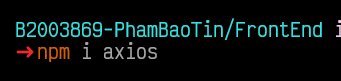 B2003869-PhamBaoTin/FrontEnd i
→npm i axios